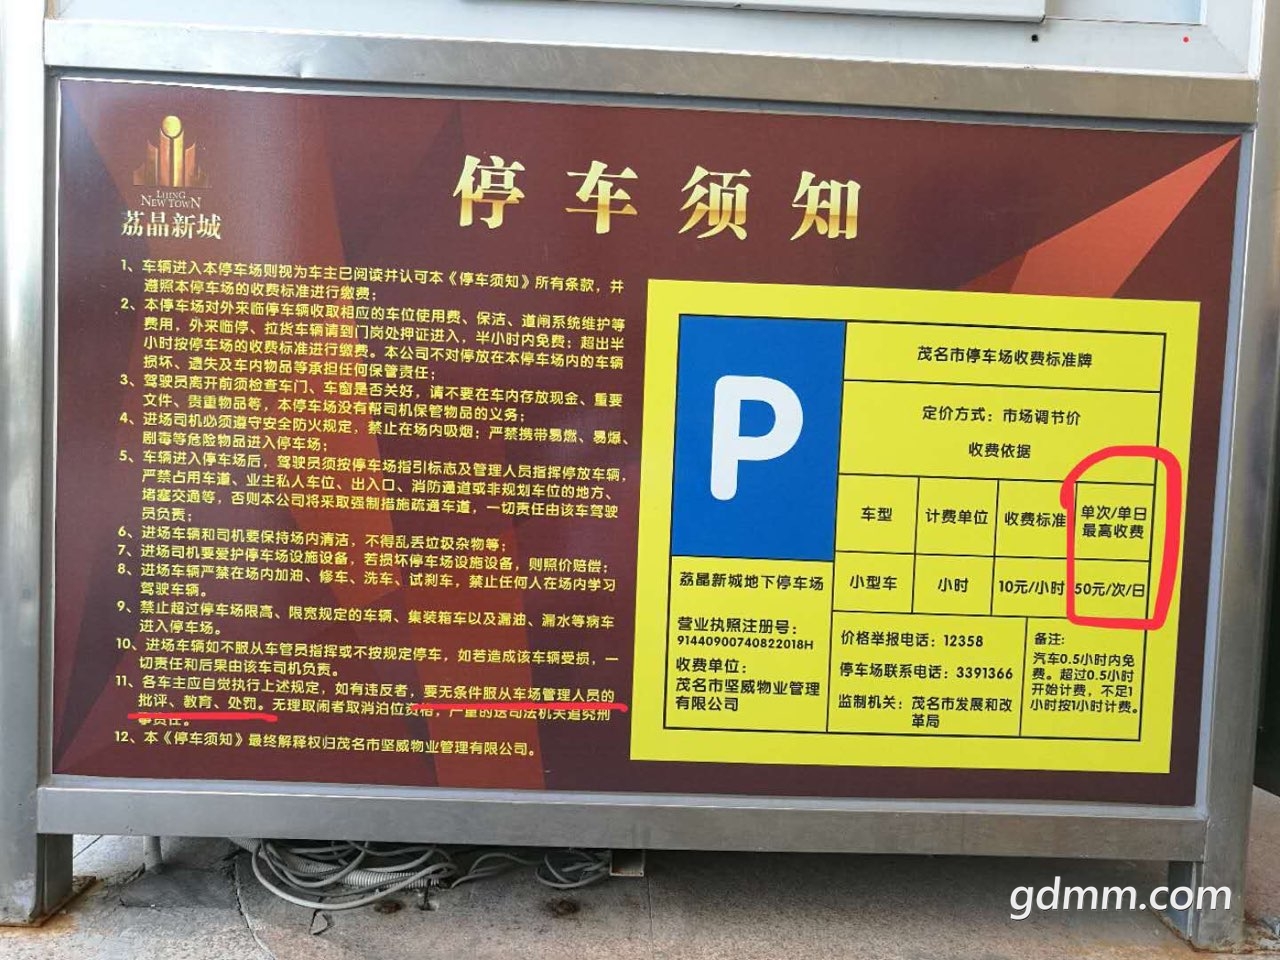 LIJING
NEW TOWN
荔晶新城
停车须知
1、车辆进入本停车场则视为车主已阅读并认可本《停车须知》所有条款，并
遵照本停车场的收费标准进行缴费；
2、本停车场对外来临停车辆收取相应的车位使用费、保洁、道闸系统维护等
费用，外来临停、拉货车辆请到门岗处押证进入，半小时内免费；超出半
小时按停车场的收费标准进行缴费。本公司不对停放在本停车场内的车辆
损坏、遗失及车内物品等承担任何保管责任；
3、驾驶员离开前须检查车门、车窗是否关好，请不要在车内存放现金、重要
文件、贵重物品等，本停车场没有帮司机保管物品的义务；
4、进场司机必须遵守安全防火规定，禁止在场内吸烟；严禁携带易燃、易爆、
剧毒等危险物品进入停车场；
5、车辆进入停车场后，驾驶员须按停车场指引标志及管理人员指挥停放车辆，
严禁占用车道、业主私人车位、出入口、消防通道或非规划车位的地方、
堵塞交通等，否则本公司将采取强制措施疏通车道，一切责任由该车驾驶
员负责；
6、进场车辆和司机要保持场内清洁，不得乱丢垃圾杂物等；
7、进场司机要爱护停车场设施设备，若损坏停车场设施设备，则照价赔偿；
8、进场车辆严禁在场内加油、修车、洗车、试刹车，禁止任何人在场内学习
驾驶车辆。
9、禁止超过停车场限高、限宽规定的车辆、集装箱车以及漏油、漏水等病车
进入停车场。
10、进场车辆如不服从车管员指挥或不按规定停车，如若造成该车辆受损，一
切责任和后果由该车司机负责。
11、各车主应自觉执行上述规定，如有违反者，要无条件服从车场管理人员的
批评、教育、处罚。无理取闹者取消泊位资格，严重的送司法机关追究刑
事责任。
12、本《停车须知》最终解释权归茂名市坚威物业管理有限公司。
P
茂名市停车场收费标准牌
定价方式：市场调节价
收费依据
车型 计费单位 收费标准 单次/单日
最高收费
小型车 小时 10元/小时 50元/次/日
荔晶新城地下停车场
营业执照注册号：
91440900740822018H
收费单位：
茂名市坚威物业管理
有限公司
价格举报电话：12358
停车场联系电话：3391366
监制机关：茂名市发展和改
革局
备注：
汽车0.5小时内免
费。超过0.5小时
开始计费，不足1
小时按1小时计费。
gdmm.com